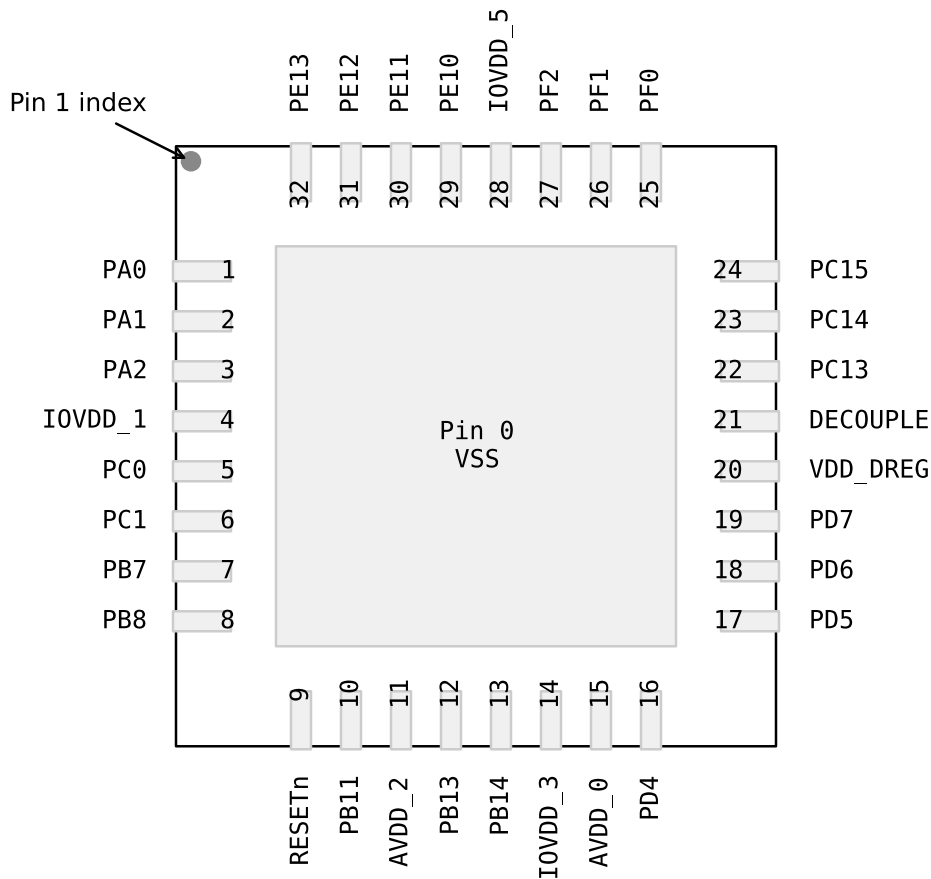 PE13
PE12
PE11
PE10
IOVDD_5
PF2
PF1
PF0
Pin 1 index
32
31
30
29
28
27
26
25
PA0 1 24 PC15
PA1 2 23 PC14
PA2 3 22 PC13
IOVDD_1 4 21 DECOUPLE
Pin 0
VSS
PC0 5 20 VDD_DREG
PC1 6 19 PD7
PB7 7 18 PD6
PB8 8 17 PD5
9
10
11
12
13
14
15
16
RESETn
PB11
AVDD_2
PB13
PB14
IOVDD_3
AVDD_0
PD4